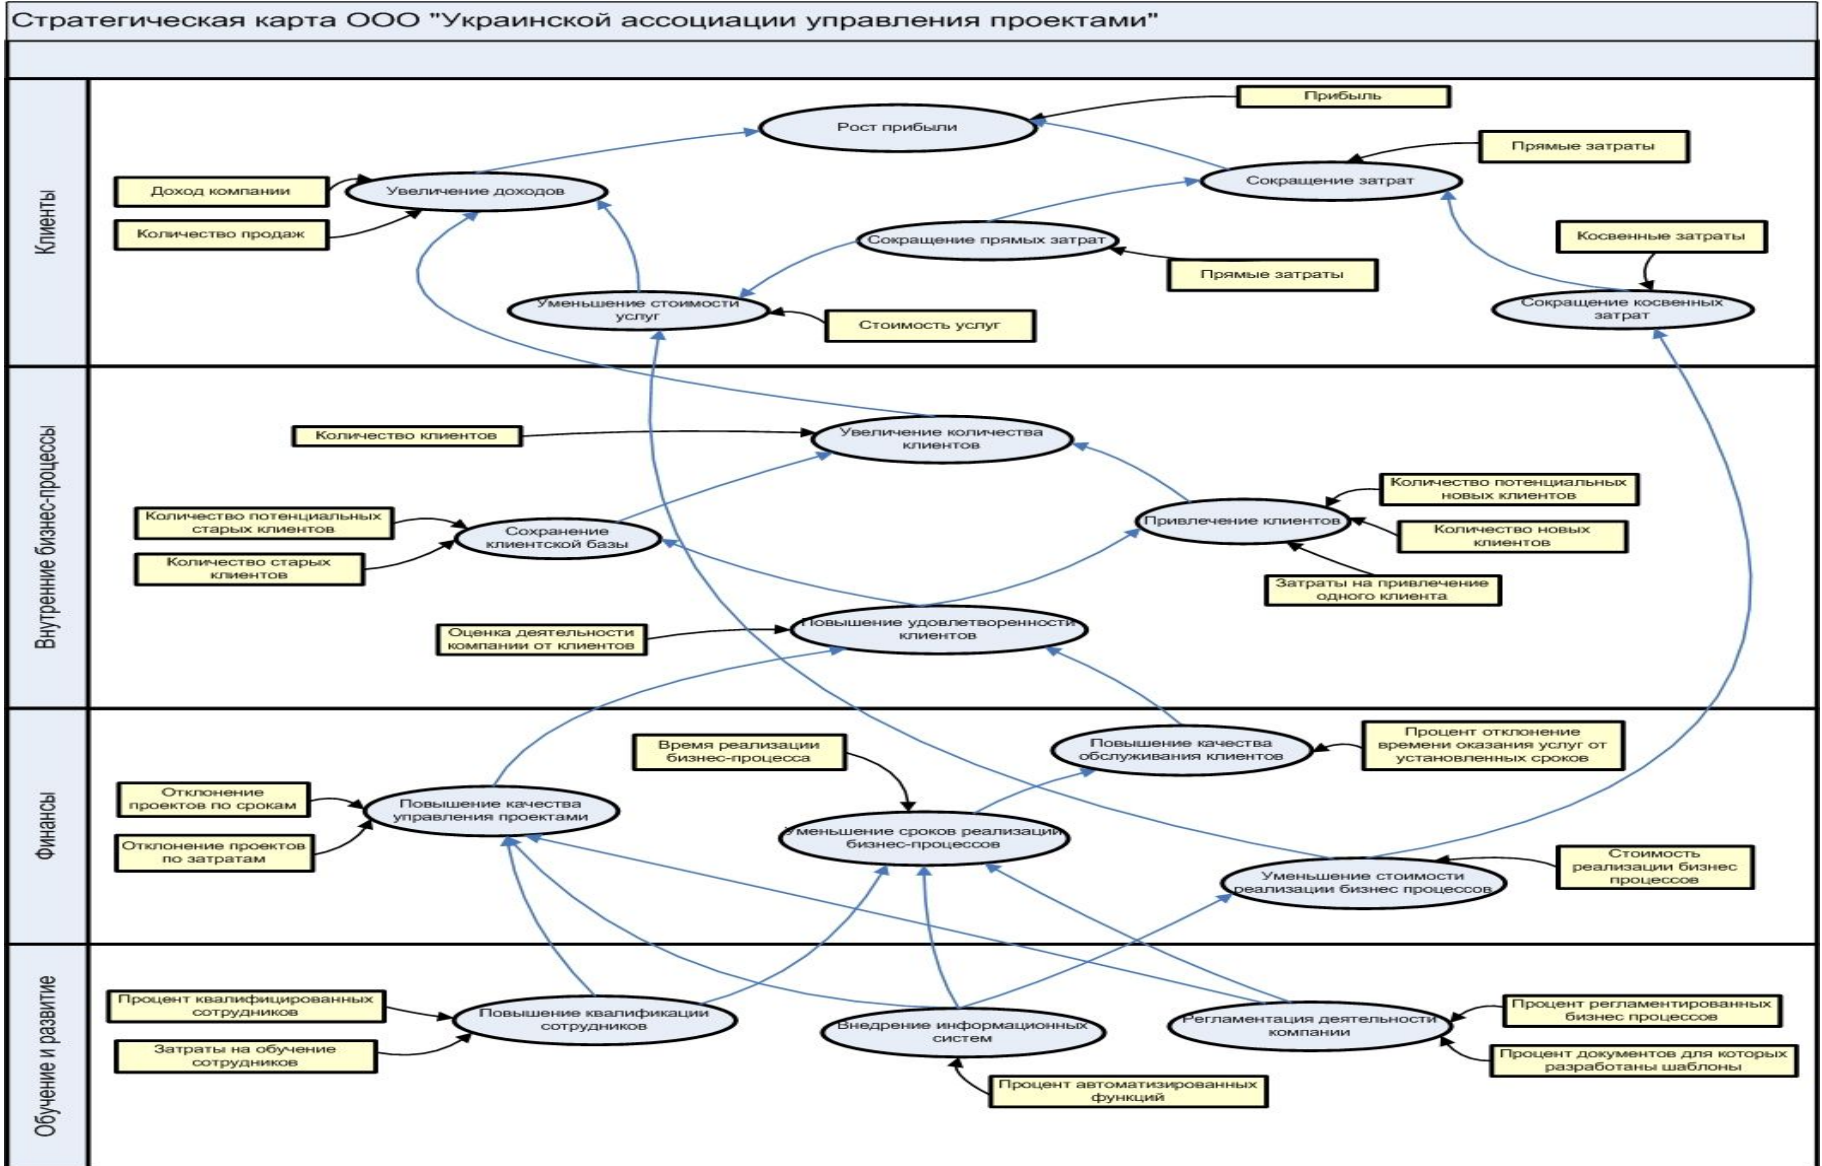 Стратегическая карта ООО "Украинской ассоциации управления проектами"
Клиенты
Прибыль
Рост прибыли
Прямые затраты
Сокращение затрат
Доход компании
Увеличение доходов
Количество продаж
Сокращение прямых затрат
Косвенные затраты
Прямые затраты
Уменьшение стоимости
услуг
Стоимость услуг
Сокращение косвенных
затрат
Внутренние бизнес-процессы
Количество клиентов
Увеличение количества
клиентов
Количество потенциальных
новых клиентов
Количество потенциальных
старых клиентов
Сохранение
клиентской базы
Привлечение клиентов
Количество новых
клиентов
Количество старых
клиентов
Затраты на привлечение
одного клиента
Оценка деятельности
компании от клиентов
Повышение удовлетворенности
клиентов
Финансы
Время реализации
бизнес-процесса
Повышение качества
обслуживания клиентов
Процент отклонение
времени оказания услуг от
установленных сроков
Отклонение
проектов по срокам
Повышение качества
управления проектами
Отклонение проектов
по затратам
Уменьшение сроков реализации
бизнес-процессов
Уменьшение стоимости
реализации бизнес процессов
Стоимость
реализации бизнес
процессов
Обучение и развитие
Процент квалифицированных
сотрудников
Повышение квалификации
сотрудников
Затраты на обучение
сотрудников
Внедрение информационных
систем
Регламентация деятельности
компании
Процент регламентированных
бизнес процессов
Процент документов для которых
разработаны шаблоны
Процент автоматизированных
функций